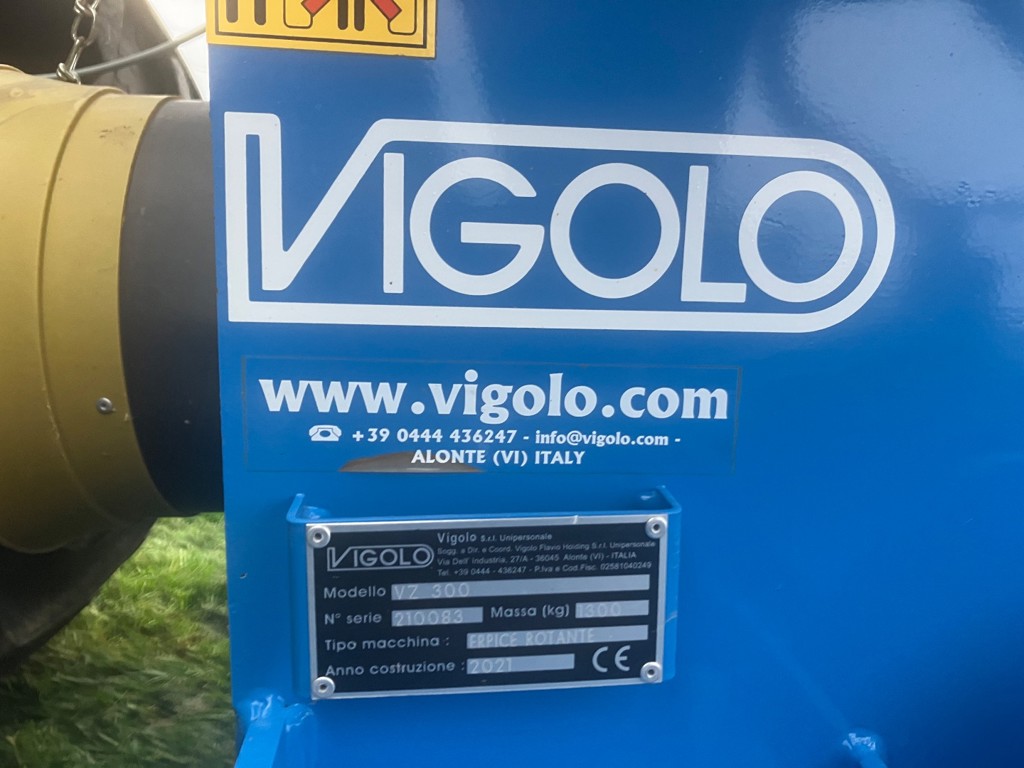 VIGOLO
www.vigolo.com
☎ +39 0444 436247 - info@vigolo.com -
ALONTE (VI) ITALY
VIGOLO
Vigolo S.r.l. Unipersonale
Sogg. a Dir. e Coord. Vigolo Flavio Holding S.r.l. Unipersonale
Via Dell' Industria, 27/A - 36045 Alonte (VI) - ITALIA
Tel. +39 0444 - 436247 - P.Iva e Cod.Fisc. 02581040249
Modello VZ 300
N° serie 210083 Massa (kg) 1300
Tipo macchina : ERPICE ROTANTE
Anno costruzione : 2021 CE